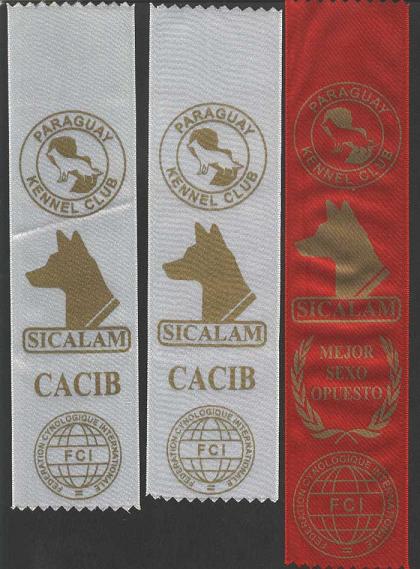 PARAGUAY
KENNEL CLUB
SICALAM
CACIB
FEDERATION CYNOLOGIQUE INTERNATIONALE
FCI
PARAGUAY
KENNEL CLUB
SICALAM
CACIB
FEDERATION CYNOLOGIQUE INTERNATIONALE
FCI
PARAGUAY
KENNEL CLUB
SICALAM
MEJOR
SEXO
OPUESTO
FEDERATION CYNOLOGIQUE INTERNATIONALE
FCI